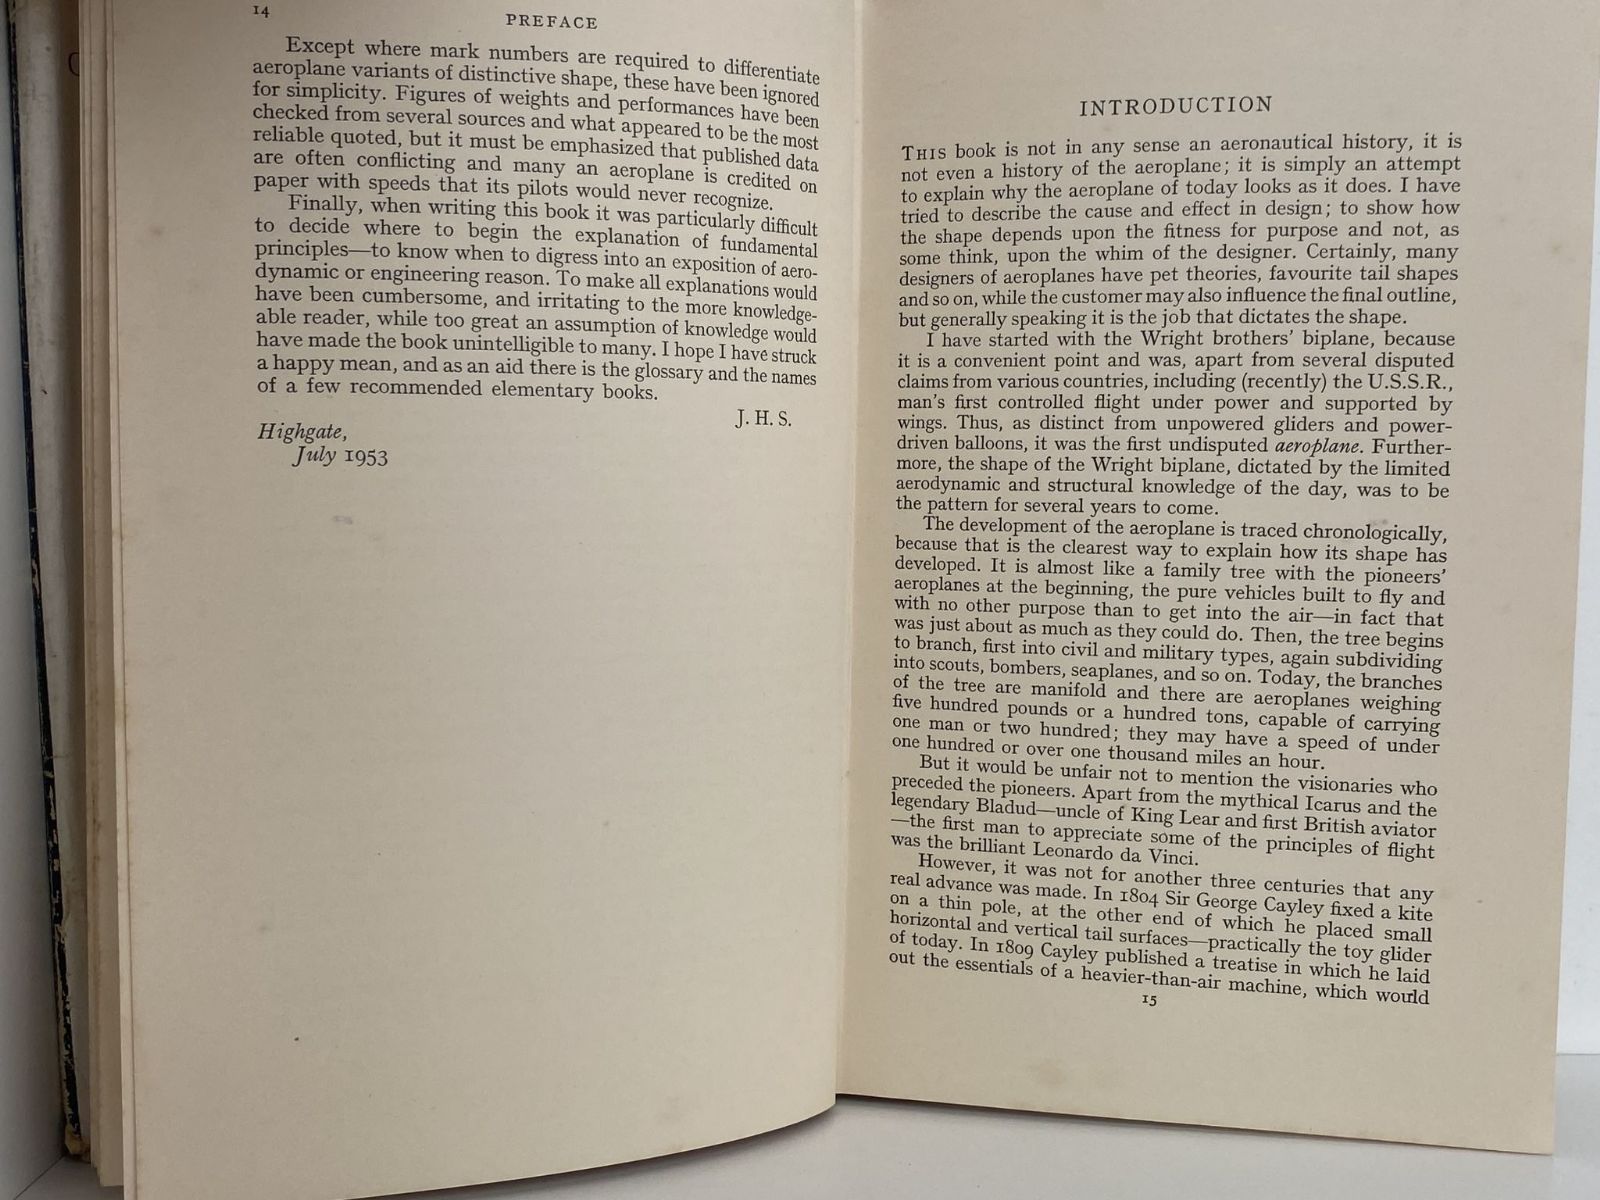 14
PREFACE
Except where mark numbers are required to differentiate
aeroplane variants of distinctive shape, these have been ignored
for simplicity. Figures of weights and performances have been
checked from several sources and what appeared to be the most
reliable quoted, but it must be emphasized that published data
are often conflicting and many an aeroplane is credited on
paper with speeds that its pilots would never recognize.
Finally, when writing this book it was particularly difficult
to decide where to begin the explanation of fundamental
principles—to know when to digress into an exposition of aero-
dynamic or engineering reason. To make all explanations would
have been cumbersome, and irritating to the more knowledge-
able reader, while too great an assumption of knowledge would
have made the book unintelligible to many. I hope I have struck
a happy mean, and as an aid there is the glossary and the names
of a few recommended elementary books.
J. H. S.
Highgate,
July 1953
INTRODUCTION
THIS book is not in any sense an aeronautical history, it is
not even a history of the aeroplane; it is simply an attempt
to explain why the aeroplane of today looks as it does. I have
tried to describe the cause and effect in design; to show how
the shape depends upon the fitness for purpose and not, as
some think, upon the whim of the designer. Certainly, many
designers of aeroplanes have pet theories, favourite tail shapes
and so on, while the customer may also influence the final outline,
but generally speaking it is the job that dictates the shape.
I have started with the Wright brothers' biplane, because
it is a convenient point and was, apart from several disputed
claims from various countries, including (recently) the U.S.S.R.,
man's first controlled flight under power and supported by
wings. Thus, as distinct from unpowered gliders and power-
driven balloons, it was the first undisputed aeroplane. Further-
more, the shape of the Wright biplane, dictated by the limited
aerodynamic and structural knowledge of the day, was to be
the pattern for several years to come.
The development of the aeroplane is traced chronologically,
because that is the clearest way to explain how its shape has
developed. It is almost like a family tree with the pioneers'
aeroplanes at the beginning, the pure vehicles built to fly and
with no other purpose than to get into the air—in fact that
was just about as much as they could do. Then, the tree begins
to branch, first into civil and military types, again subdividing
into scouts, bombers, seaplanes, and so on. Today, the branches
of the tree are manifold and there are aeroplanes weighing
five hundred pounds or a hundred tons, capable of carrying
one man or two hundred; they may have a speed of under
one hundred or over one thousand miles an hour.
But it would be unfair not to mention the visionaries who
preceded the pioneers. Apart from the mythical Icarus and the
legendary Bladud—uncle of King Lear and first British aviator
—the first man to appreciate some of the principles of flight
was the brilliant Leonardo da Vinci.
However, it was not for another three centuries that any
real advance was made. In 1804 Sir George Cayley fixed a kite
on a thin pole, at the other end of which he placed small
horizontal and vertical tail surfaces—practically the toy glider
of today. In 1809 Cayley published a treatise in which he laid
out the essentials of a heavier-than-air machine, which would
15